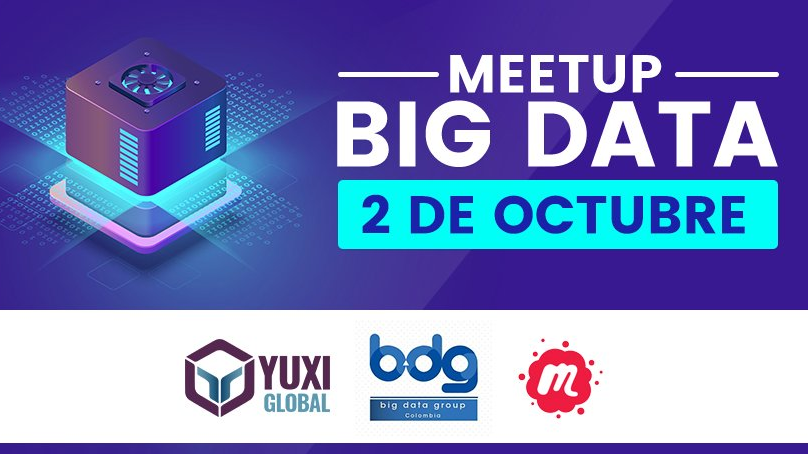 MEETUP
BIG DATA
2 DE OCTUBRE
YUXI
GLOBAL
bdg
big data group
Colombia
m